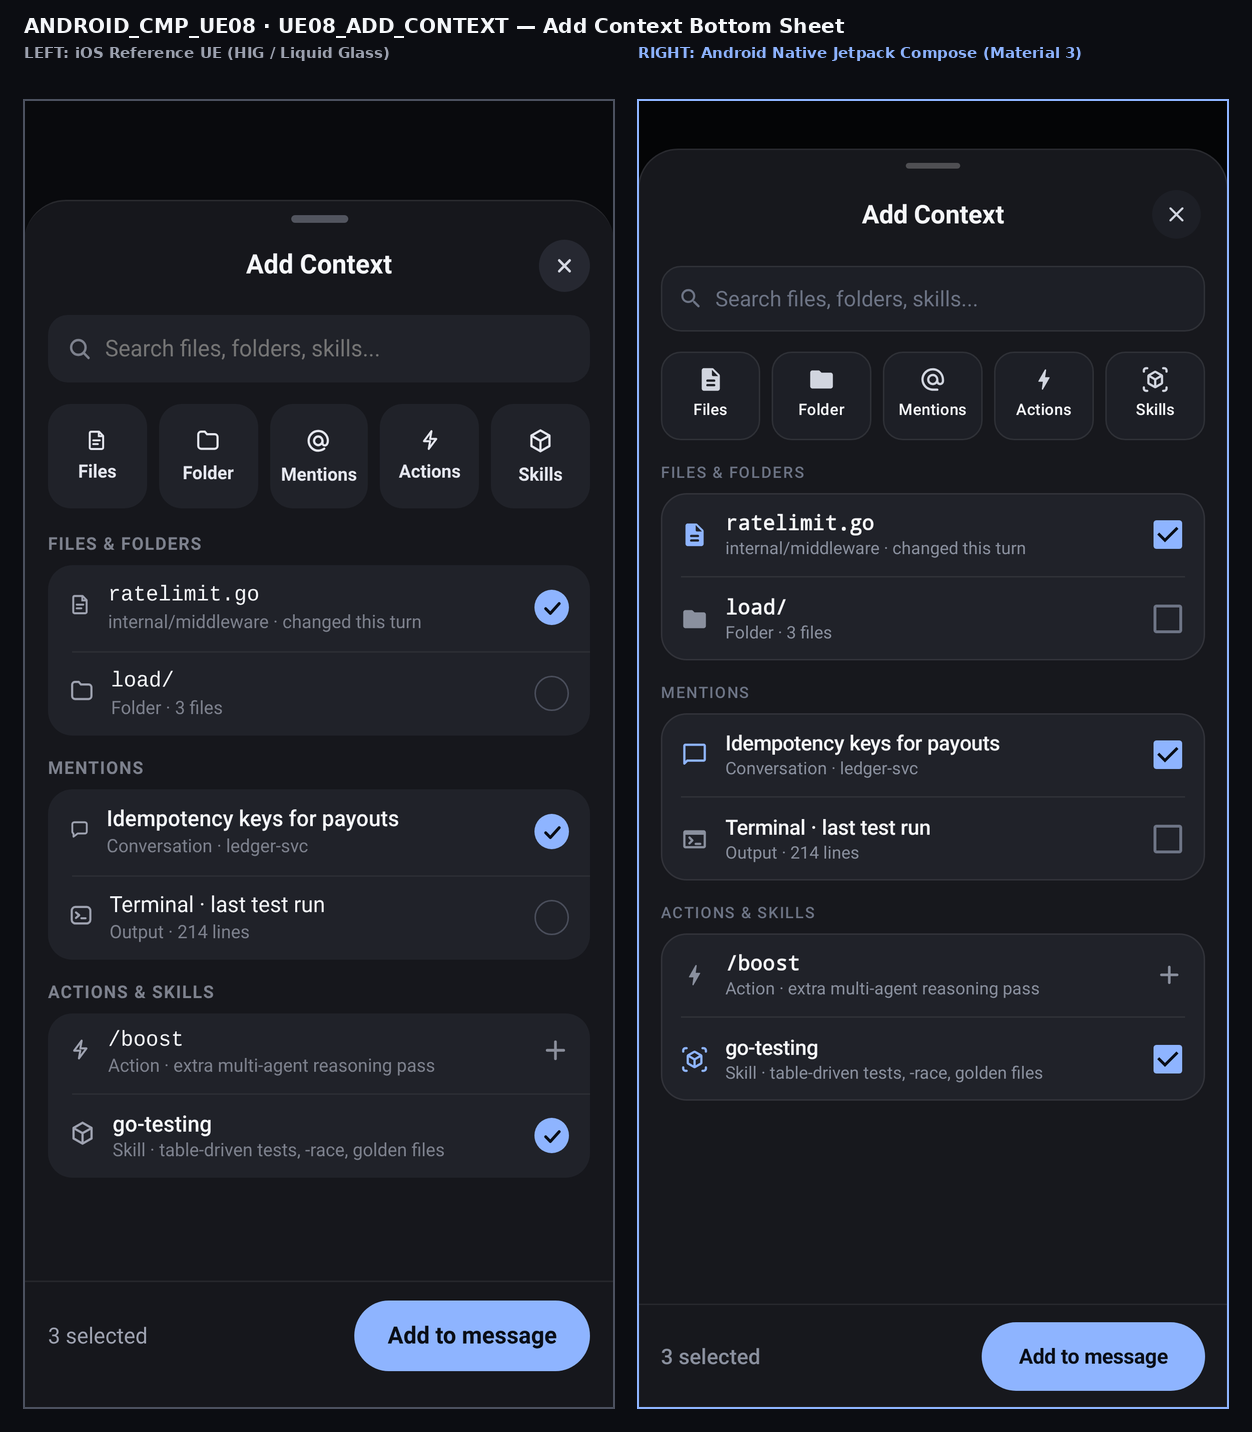 ANDROID_CMP_UE08 · UE08_ADD_CONTEXT — Add Context Bottom Sheet
LEFT: iOS Reference UE (HIG / Liquid Glass)
Add Context
Search files, folders, skills...
Files
Folder
Mentions
Actions
Skills
FILES & FOLDERS
ratelimit.go
internal/middleware · changed this turn
load/
Folder · 3 files
MENTIONS
Idempotency keys for payouts
Conversation · ledger-svc
Terminal · last test run
Output · 214 lines
ACTIONS & SKILLS
/boost
Action · extra multi-agent reasoning pass
go-testing
Skill · table-driven tests, -race, golden files
3 selected
Add to message
RIGHT: Android Native Jetpack Compose (Material 3)
Add Context
Search files, folders, skills...
Files
Folder
Mentions
Actions
Skills
FILES & FOLDERS
ratelimit.go
internal/middleware · changed this turn
load/
Folder · 3 files
MENTIONS
Idempotency keys for payouts
Conversation · ledger-svc
Terminal · last test run
Output · 214 lines
ACTIONS & SKILLS
/boost
Action · extra multi-agent reasoning pass
go-testing
Skill · table-driven tests, -race, golden files
3 selected
Add to message